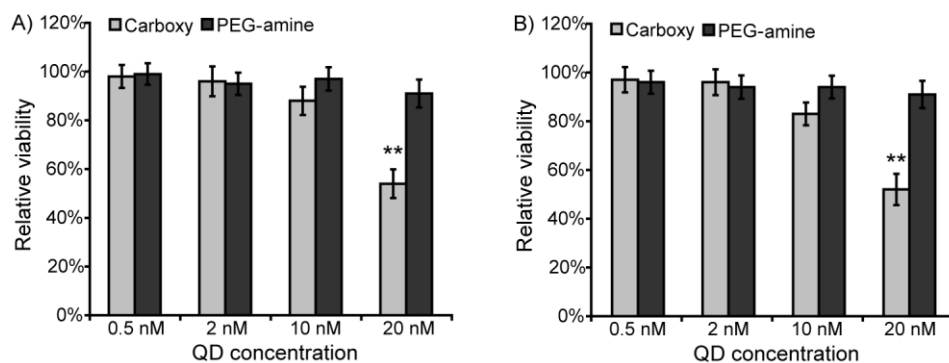 A)
120%
100%
80%
60%
40%
20%
0%
Relative viability
Carboxy PEG-amine
**
0.5 nM 2 nM 10 nM 20 nM
QD concentration
B)
120%
100%
80%
60%
40%
20%
0%
Relative viability
Carboxy PEG-amine
**
0.5 nM 2 nM 10 nM 20 nM
QD concentration